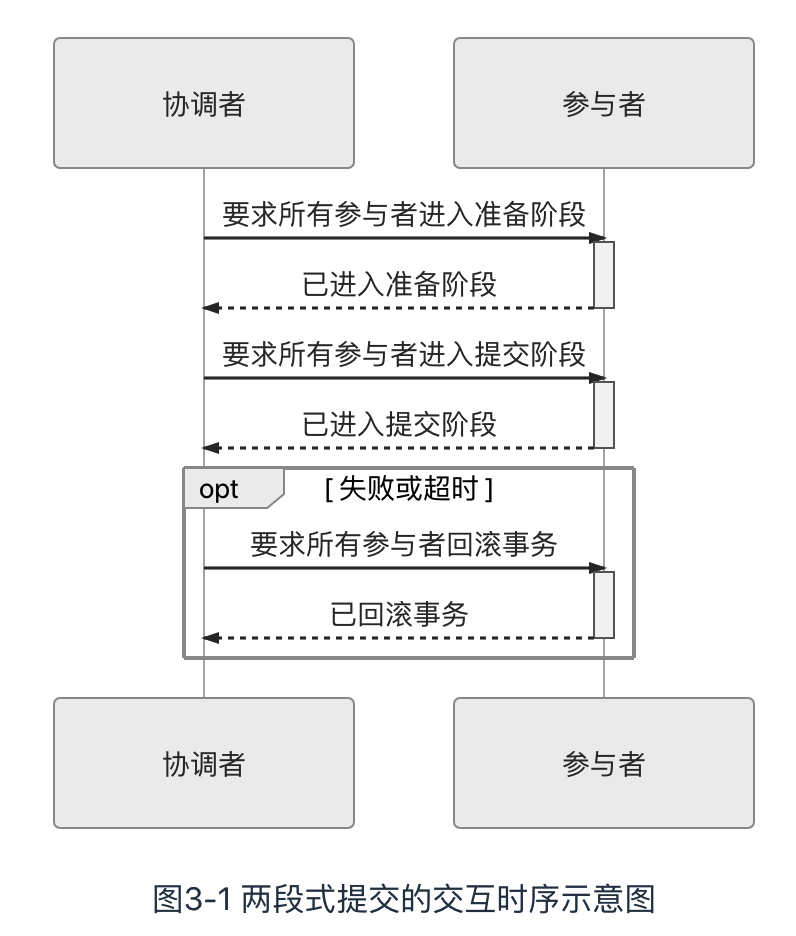 协调者
参与者
要求所有参与者进入准备阶段
已进入准备阶段
要求所有参与者进入提交阶段
已进入提交阶段
opt
[ 失败或超时 ]
要求所有参与者回滚事务
已回滚事务
协调者
参与者
图3-1 两段式提交的交互时序示意图